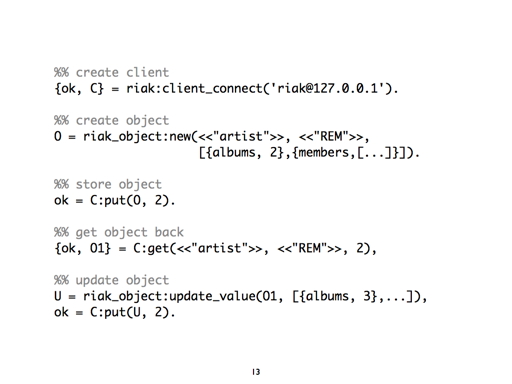 %% create client
{ok, C} = riak:client_connect('riak@127.0.0.1').
%% create object
O = riak_object:new(<<"artist">>, <<"REM">>,
[{albums, 2},{members,[...]}]).
%% store object
ok = C:put(O, 2).
%% get object back
{ok, O1} = C:get(<<"artist">>, <<"REM">>, 2),
%% update object
U = riak_object:update_value(O1, [{albums, 3},...]),
ok = C:put(U, 2).
13